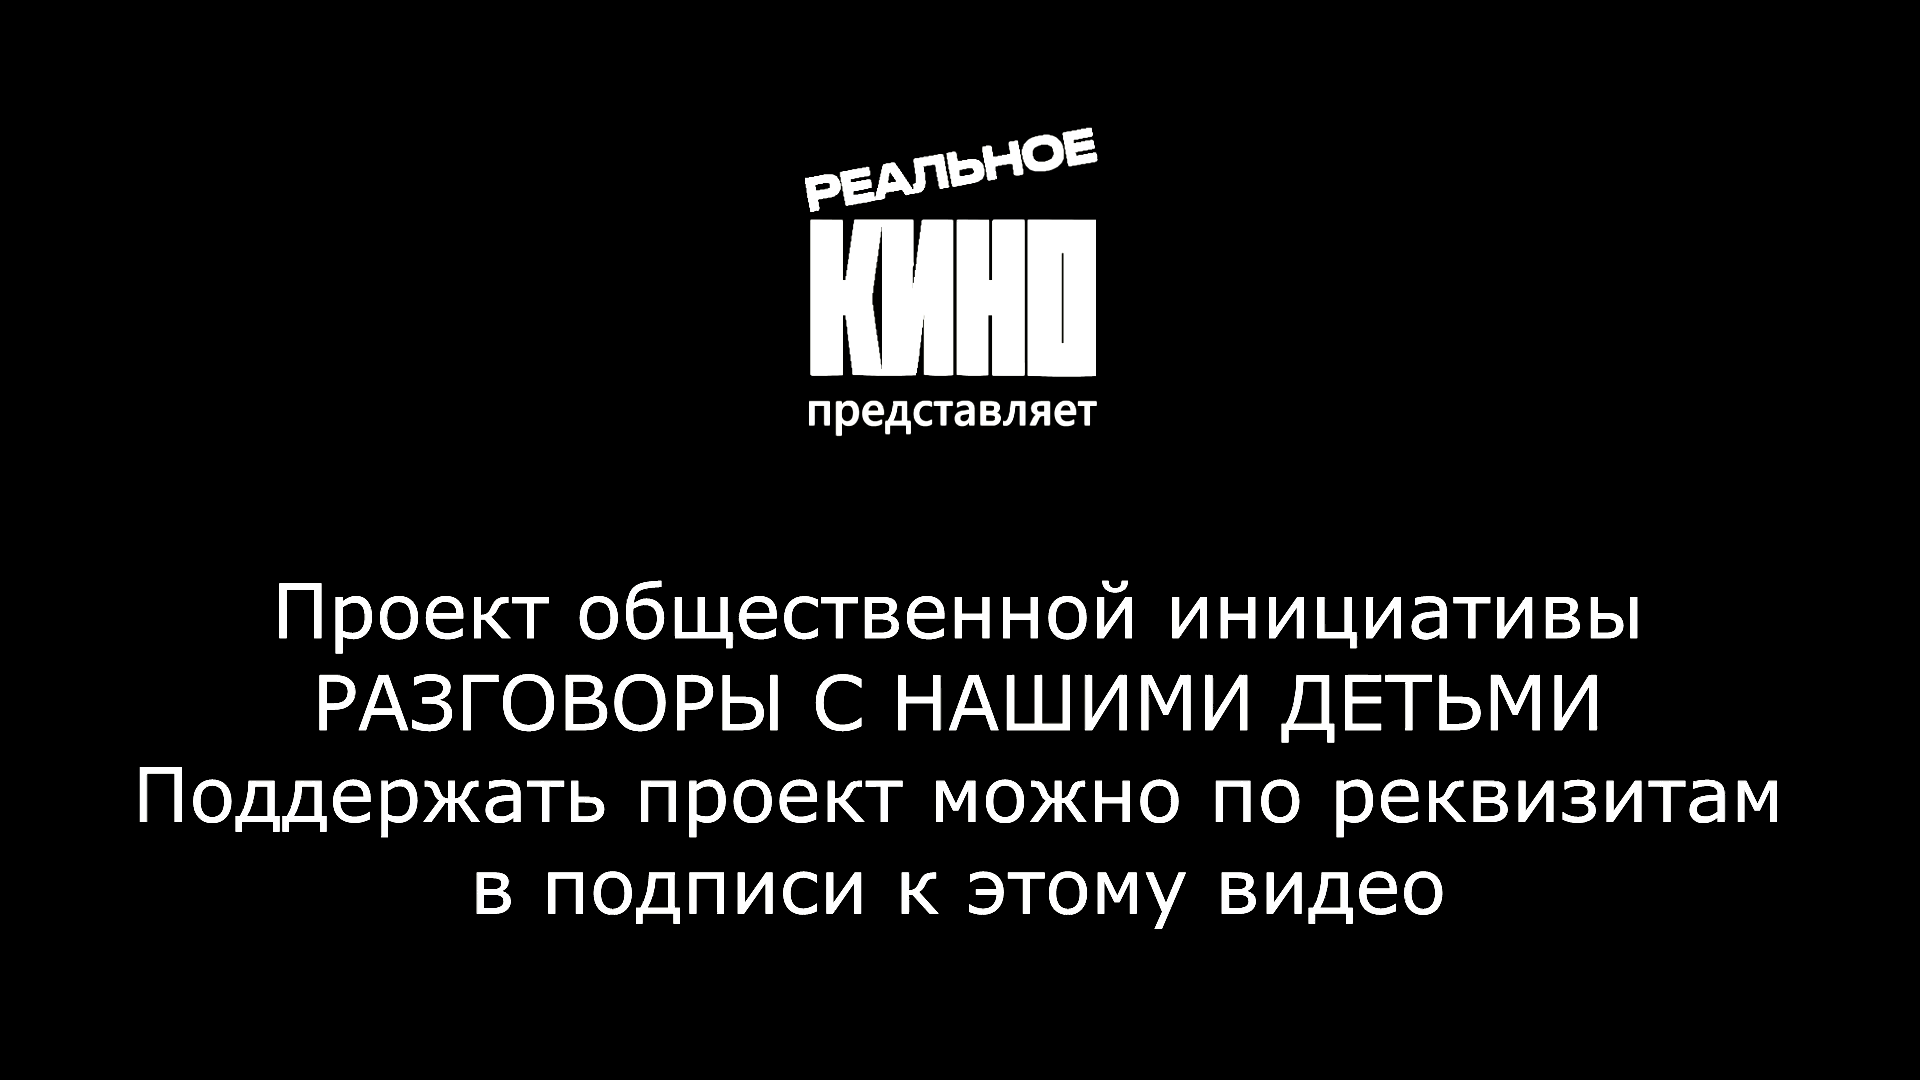 РЕАЛЬНОЕ
КИНО
представляет
Проект общественной инициативы
РАЗГОВОРЫ С НАШИМИ ДЕТЬМИ
Поддержать проект можно по реквизитам
в подписи к этому видео